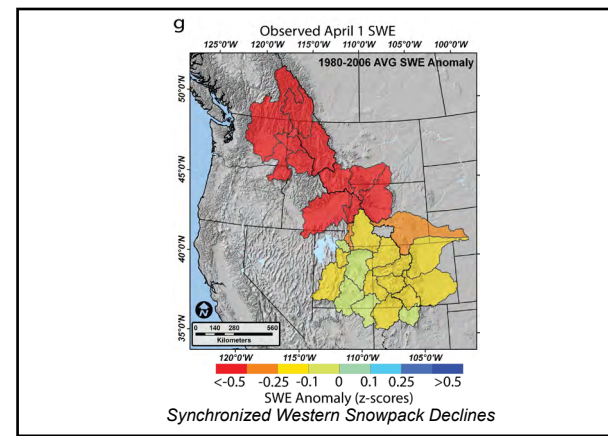 g
Observed April 1 SWE
125°0'W 120°0'W 115°0'W 110°0'W 105°0'W 100°0'W
1980-2006 AVG SWE Anomaly
50°0'N
45°0'N
40°0'N
35°0'N
N
0 140 280 560
Kilometers
120°0'W 115°0'W 110°0'W 105°0'W
<-0.5 -0.25 -0.1 0 0.1 0.25 >0.5
SWE Anomaly (z-scores)
Synchronized Western Snowpack Declines